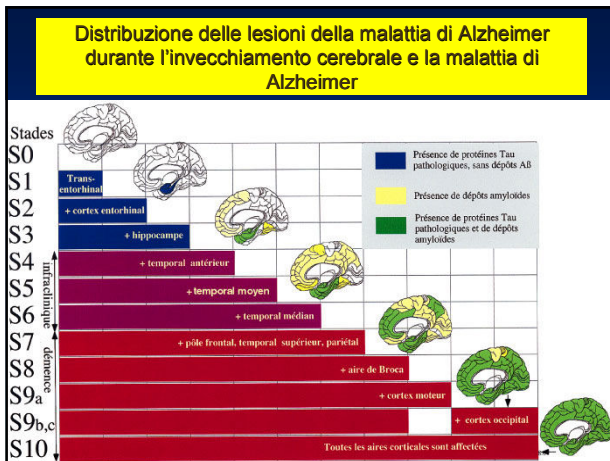 Distribuzione delle lesioni della malattia di Alzheimer
durante l'invecchiamento cerebrale e la malattia di
Alzheimer
Stades
S0
S1
Trans-
entorhinal
S2
+ cortex entorhinal
S3
+ hippocampe
S4
+ temporal antérieur
S5
+temporal moyen
S6
+ temporal médian
S7
+ pôle frontal, temporal supérieur, pariétal
S8
+ aire de Broca
S9a
+ cortex moteur
S9b,c
+ cortex occipital
S10
Toutes les aires corticales sont affectées
infraclinique
démence
Présence de protéines Tau
pathologiques, sans dépôts Aß
Présence de dépôts amyloïdes
Présence de protéines Tau
pathologiques et de dépôts
amyloïdes